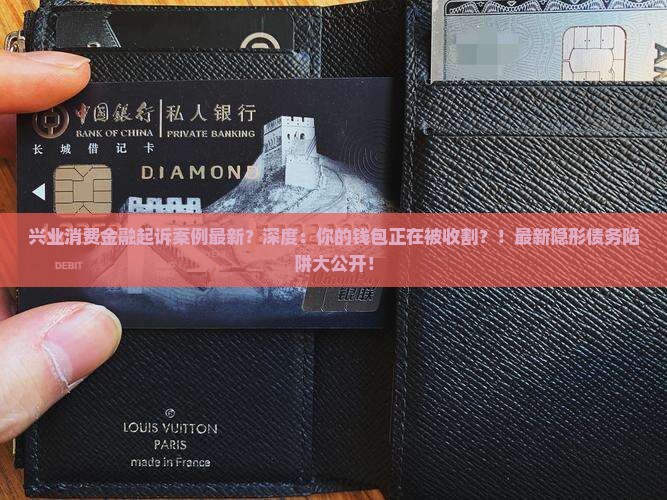 中國銀行 私人银行
BANK OF CHINA PRIVATE BANKING
长城借记卡
DIAMOND
兴业消费金融起诉案例最新？深度：你的钱包正在被收割？！最新隐形债务陷
阱大公开！
DEBIT
银联
LOUIS VUITTON
PARIS
made in France